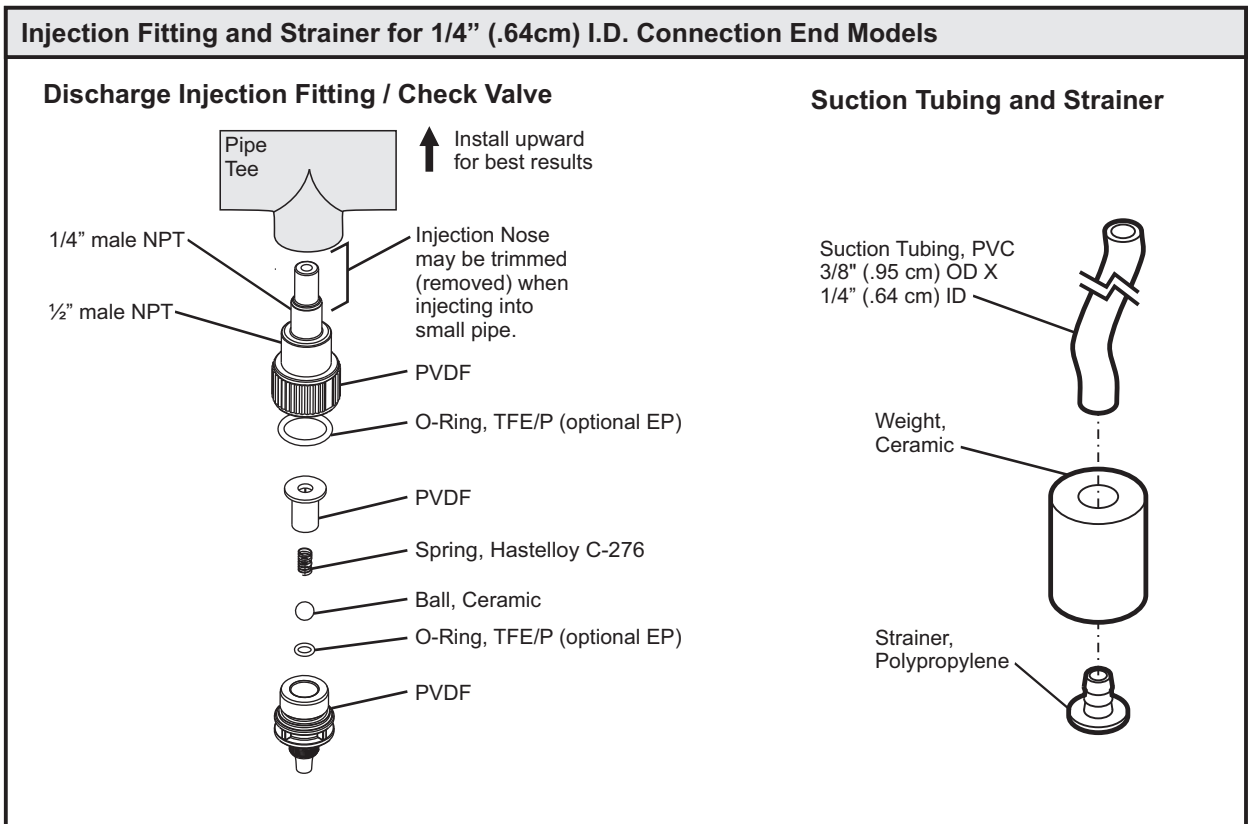 Injection Fitting and Strainer for 1/4” (.64cm) I.D. Connection End Models
Discharge Injection Fitting / Check Valve
Pipe
Tee
Install upward
for best results
1/4” male NPT
½” male NPT
Injection Nose
may be trimmed
(removed) when
injecting into
small pipe.
PVDF
O-Ring, TFE/P (optional EP)
PVDF
Spring, Hastelloy C-276
Ball, Ceramic
O-Ring, TFE/P (optional EP)
PVDF
Suction Tubing and Strainer
Suction Tubing, PVC
3/8" (.95 cm) OD X
1/4” (.64 cm) ID
Weight,
Ceramic
Strainer,
Polypropylene